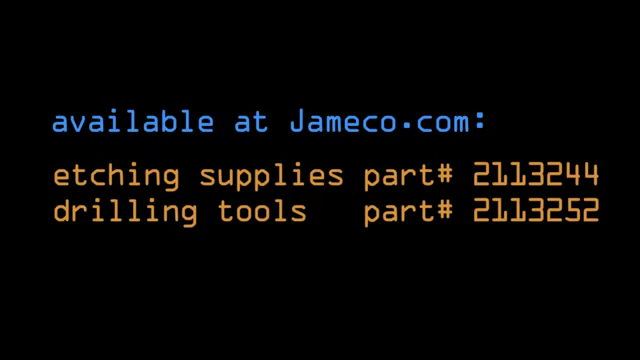 available at Jameco.com:
etching supplies part# 2113244
drilling tools part# 2113252